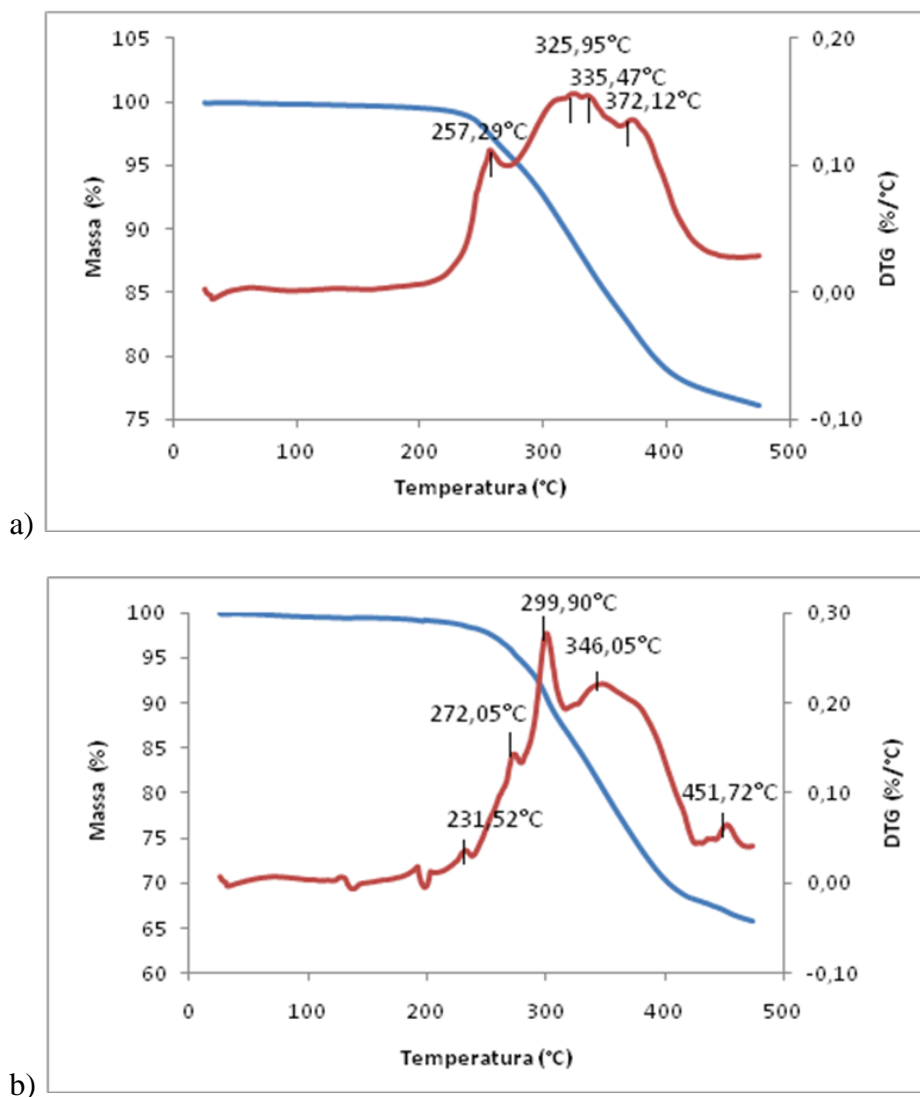 105
100
95
90
85
80
75
Massa (%)
0,20
0,10
0,00
-0,10
DTG (%/°C)
325,95°C
335,47°C
372,12°C
257,29°C
0 100 200 300 400 500
Temperatura (°C)
a)
100
95
90
85
80
75
70
65
60
Massa (%)
0,30
0,20
0,10
0,00
-0,10
DTG (%/°C)
299,90°C
346,05°C
272,05°C
451,72°C
231,52°C
0 100 200 300 400 500
Temperatura (°C)
b)